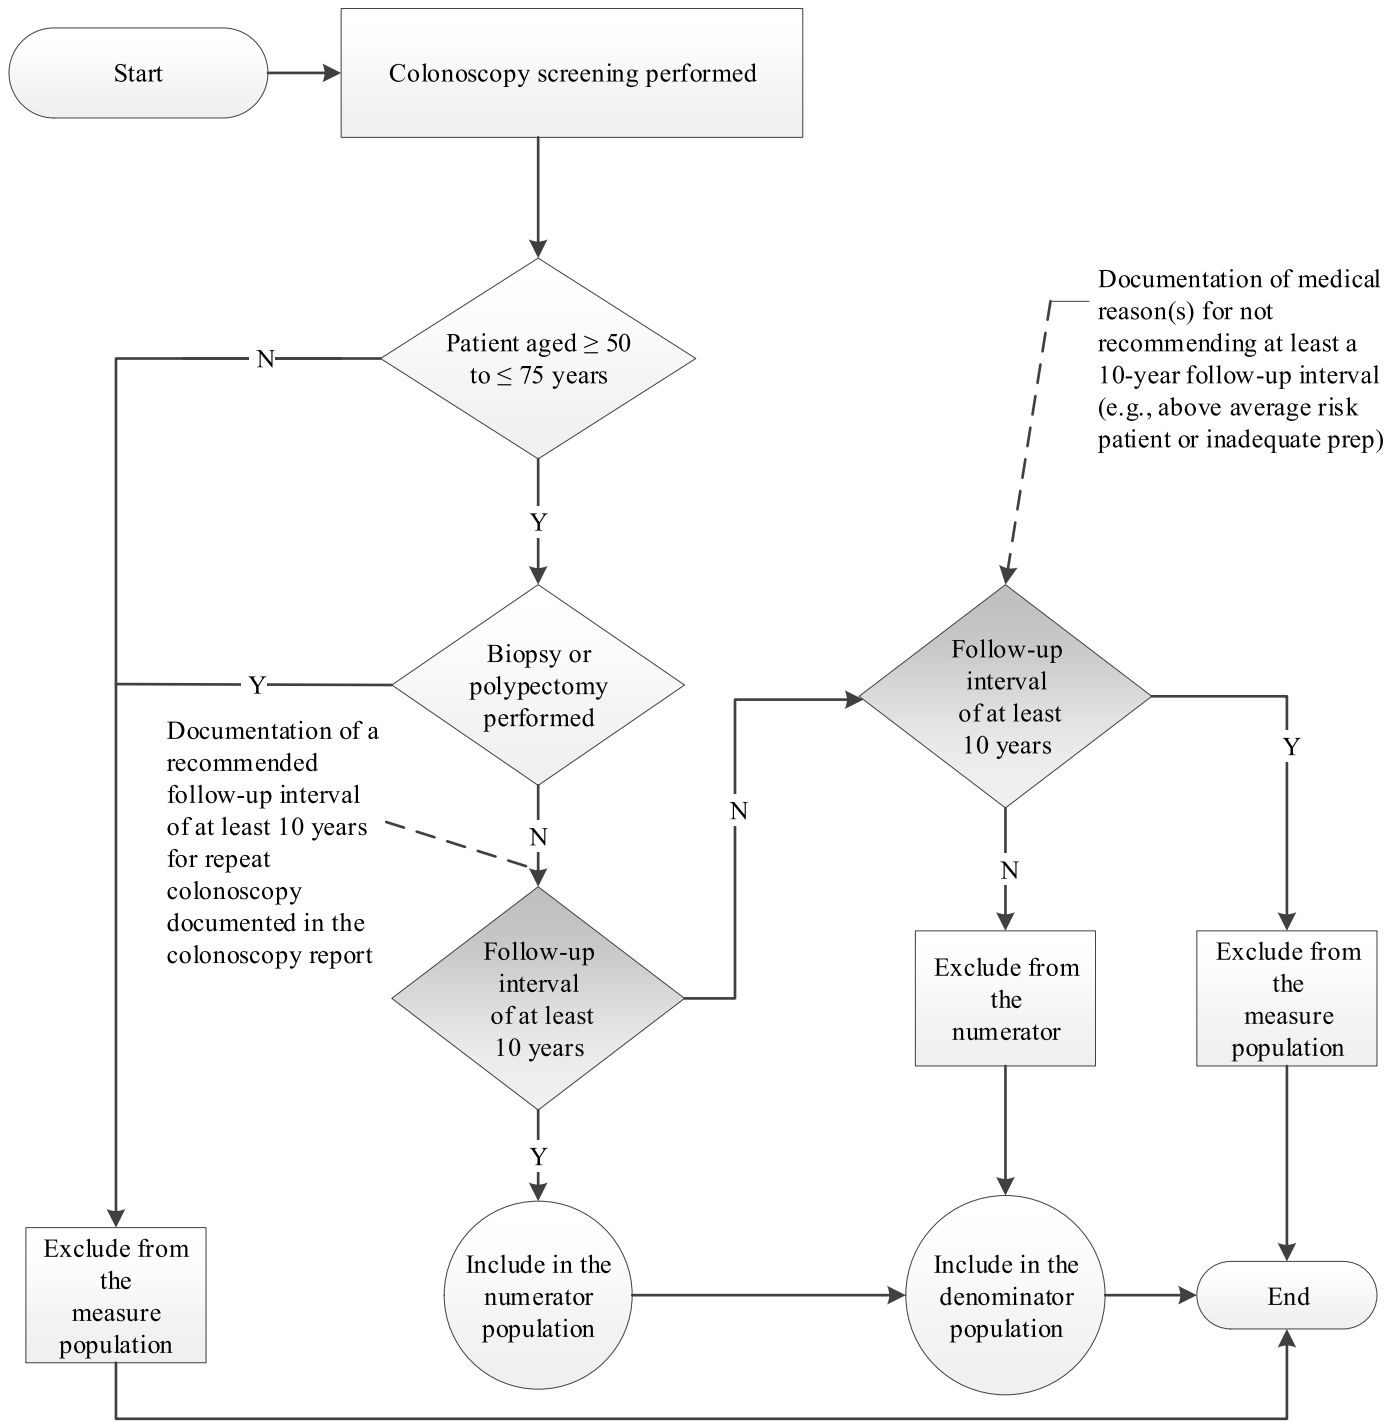 Start
Colonoscopy screening performed
Patient aged ≥ 50
to ≤ 75 years
N
Y
Documentation of medical
reason(s) for not
recommending at least a
10-year follow-up interval
(e.g., above average risk
patient or inadequate prep)
Biopsy or
polypectomy
performed
Y
N
Documentation of a
recommended
follow-up interval
of at least 10 years
for repeat
colonoscopy
documented in the
colonoscopy report
Follow-up
interval
of at least
10 years
N
Y
Follow-up
interval
of at least
10 years
N
Y
Exclude from
the
numerator
Exclude from
the
measure
population
Exclude from
the
measure
population
Include in the
numerator
population
Include in the
denominator
population
End